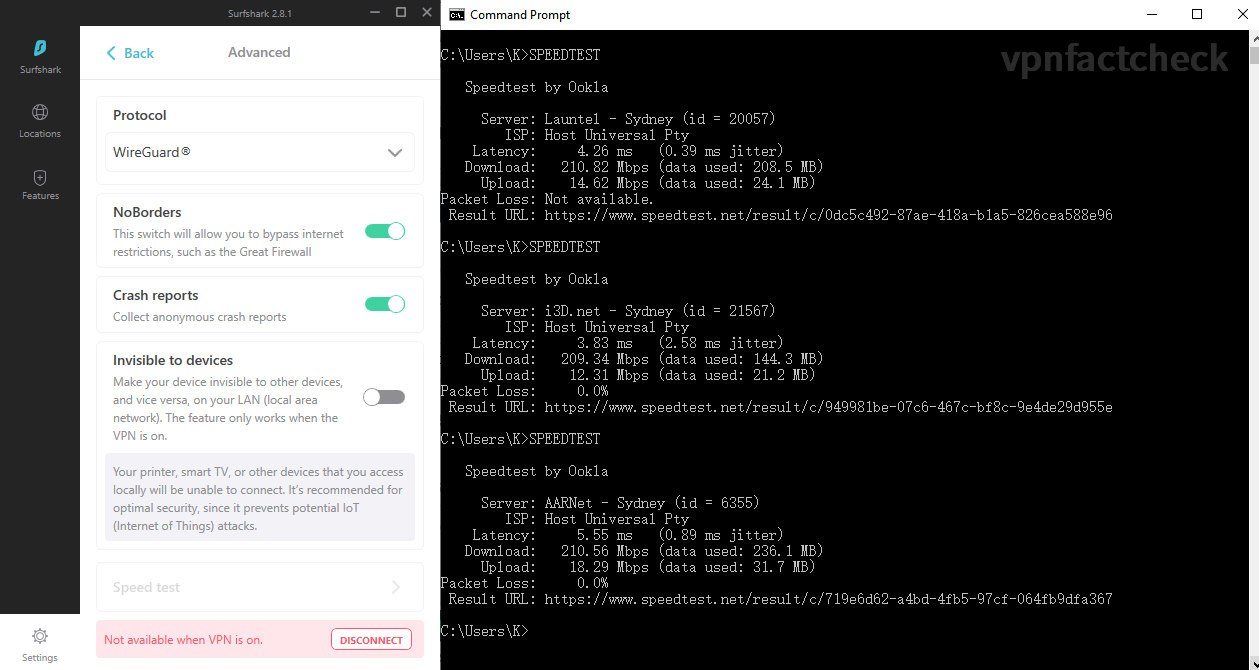 Surfshark 2.8.1
Surfshark
Locations
Features
Settings
Back
Advanced
Protocol
WireGuard®
NoBorders
This switch will allow you to bypass internet
restrictions, such as the Great Firewall
Crash reports
Collect anonymous crash reports
Invisible to devices
Make your device invisible to other devices,
and vice versa, on your LAN (local area
network). The feature only works when the
VPN is on.
Your printer, smart TV, or other devices that you access
locally will be unable to connect. It's recommended for
optimal security, since it prevents potential IoT
(Internet of Things) attacks.
Speed test
Not available when VPN is on.
DISCONNECT
Command Prompt
vpnfactcheck
C:\Users\K>SPEEDTEST
Speedtest by Ookla
Server: Launtel - Sydney (id = 20057)
ISP: Host Universal Pty
Latency: 4.26 ms (0.39 ms jitter)
Download: 210.82 Mbps (data used: 208.5 MB)
Upload: 14.62 Mbps (data used: 24.1 MB)
Packet Loss: Not available.
Result URL: https://www.speedtest.net/result/c/0dc5c492-87ae-418a-b1a5-826cea588e96
C:\Users\K>SPEEDTEST
Speedtest by Ookla
Server: i3D.net - Sydney (id = 21567)
ISP: Host Universal Pty
Latency: 3.83 ms (2.58 ms jitter)
Download: 209.34 Mbps (data used: 144.3 MB)
Upload: 12.31 Mbps (data used: 21.2 MB)
Packet Loss: 0.0%
Result URL: https://www.speedtest.net/result/c/949981be-07c6-467c-bf8c-9e4de29d955e
C:\Users\K>SPEEDTEST
Speedtest by Ookla
Server: AARNet - Sydney (id = 6355)
ISP: Host Universal Pty
Latency: 5.55 ms (0.89 ms jitter)
Download: 210.56 Mbps (data used: 236.1 MB)
Upload: 18.29 Mbps (data used: 31.7 MB)
Packet Loss: 0.0%
Result URL: https://www.speedtest.net/result/c/719e6d62-a4bd-4fb5-97cf-064fb9dfa367
C:\Users\K>